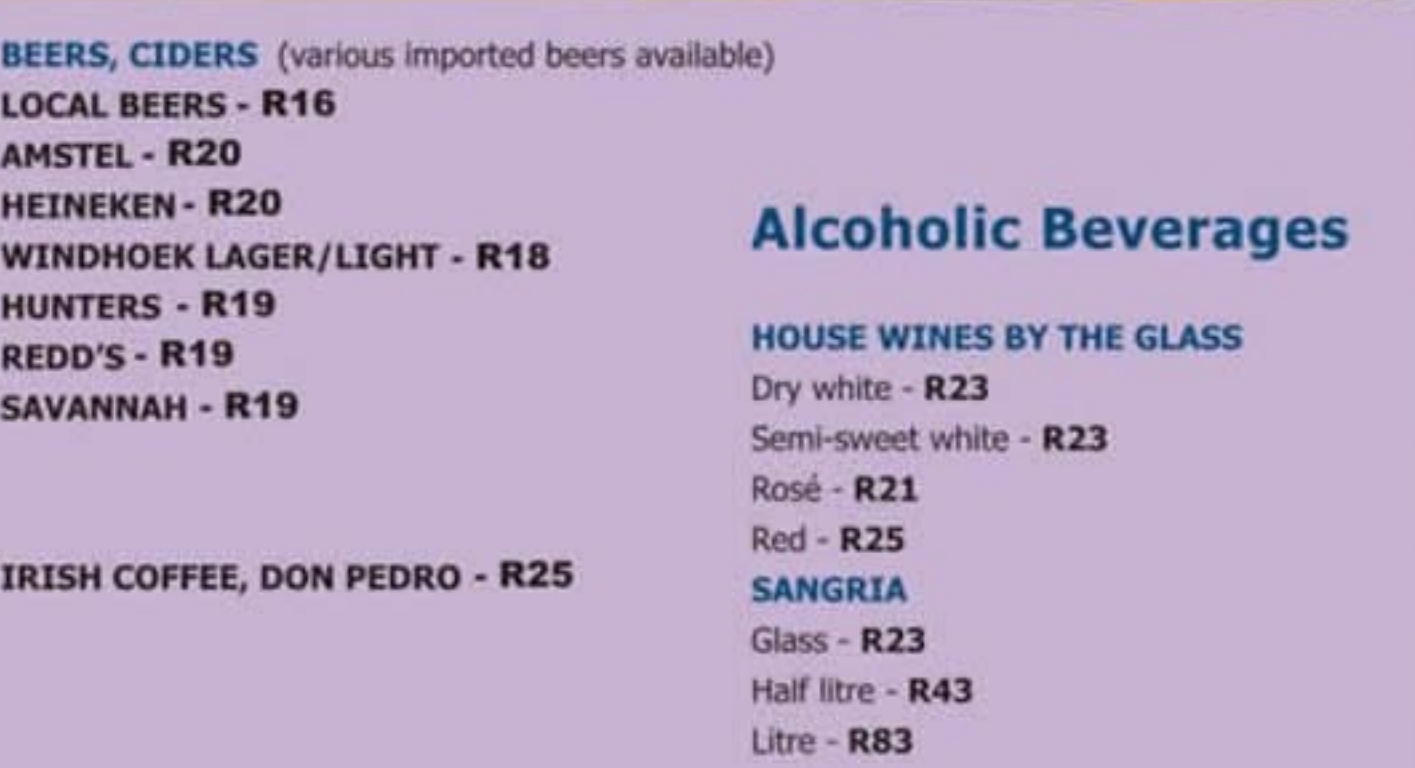 BEERS, CIDERS (various imported beers available)
LOCAL BEERS - R16
AMSTEL - R20
HEINEKEN - R20
WINDHOEK LAGER/LIGHT - R18
HUNTERS - R19
REDD'S - R19
SAVANNAH - R19
IRISH COFFEE, DON PEDRO - R25
Alcoholic Beverages
HOUSE WINES BY THE GLASS
Dry white - R23
Semi-sweet white - R23
Rosé - R21
Red - R25
SANGRIA
Glass - R23
Half litre - R43
Litre - R83